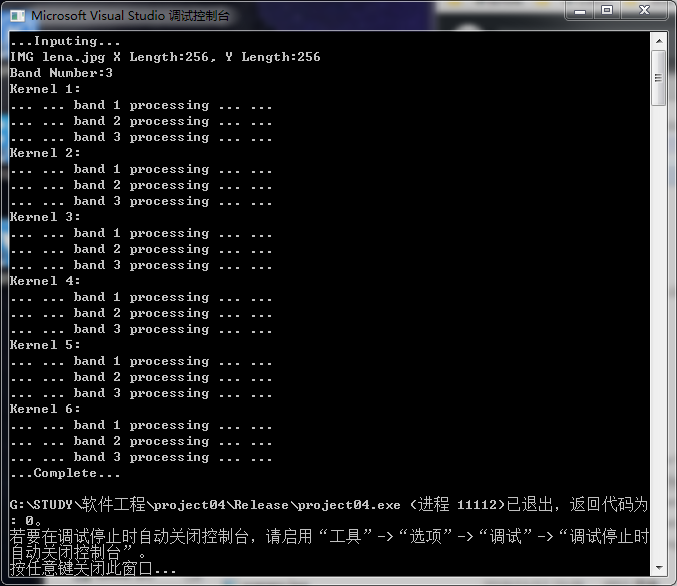 Microsoft Visual Studio 调试控制台
...Inputing...
IMG lena.jpg X Length:256, Y Length:256
Band Number:3
Kernel 1:
... ... band 1 processing ... ...
... ... band 2 processing ... ...
... ... band 3 processing ... ...
Kernel 2:
... ... band 1 processing ... ...
... ... band 2 processing ... ...
... ... band 3 processing ... ...
Kernel 3:
... ... band 1 processing ... ...
... ... band 2 processing ... ...
... ... band 3 processing ... ...
Kernel 4:
... ... band 1 processing ... ...
... ... band 2 processing ... ...
... ... band 3 processing ... ...
Kernel 5:
... ... band 1 processing ... ...
... ... band 2 processing ... ...
... ... band 3 processing ... ...
Kernel 6:
... ... band 1 processing ... ...
... ... band 2 processing ... ...
... ... band 3 processing ... ...
...Complete...
G:\STUDY\软件工程\project04\Release\project04.exe (进程 11112)已退出，返回代码为
: 0。
若要在调试停止时自动关闭控制台，请启用“工具”->“选项”->“调试”->“调试停止时
自动关闭控制台”。
按任意键关闭此窗口...